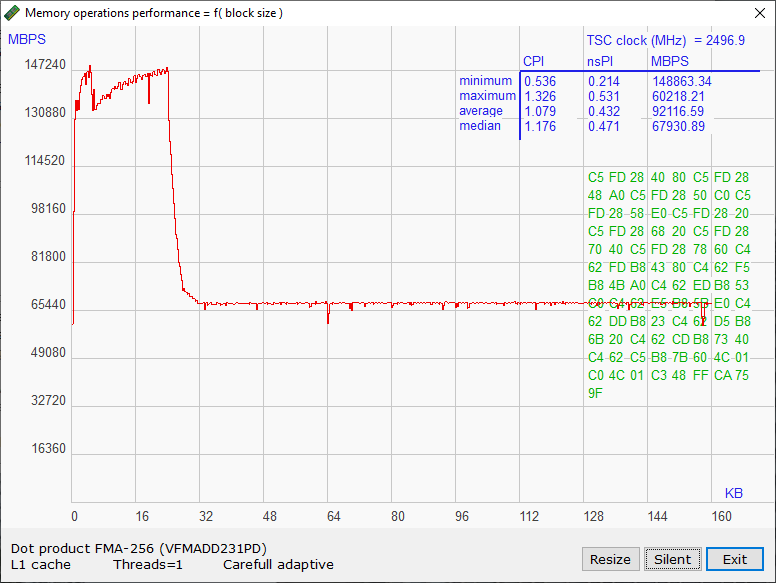 Memory operations performance = f( block size )
MBPS
TSC clock (MHz) = 2496.9
CPI nsPI MBPS
minimum 0.536 0.214 148863.34
maximum 1.326 0.531 60218.21
average 1.079 0.432 92116.59
median 1.176 0.471 67930.89
147240
130880
114520
98160
81800
65440
49080
32720
16360
C5 FD 28 40 80 C5 FD 28
48 A0 C5 FD 28 50 C0 C5
FD 28 58 E0 C5 FD 28 20
C5 FD 28 68 20 C5 FD 28
70 40 C5 FD 28 78 60 C4
62 FD B8 43 80 C4 62 F5
B8 4B A0 C4 62 ED B8 53
C0 C4 62 E5 B8 5B E0 C4
62 DD B8 23 C4 62 D5 B8
6B 20 C4 62 CD B8 73 40
C4 62 C5 B8 7B 60 4C 01
C0 4C 01 C3 48 FF CA 75
9F
KB
0 16 32 48 64 80 96 112 128 144 160
Dot product FMA-256 (VFMADD231PD)
L1 cache Threads=1 Carefull adaptive
Resize Silent Exit